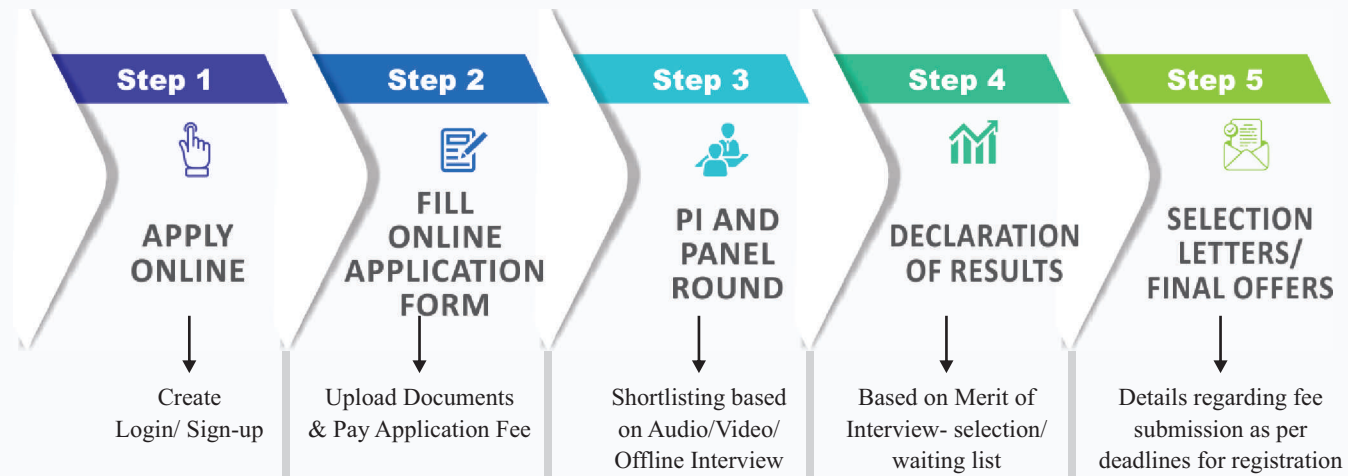 Step 1
APPLY
ONLINE
Create
Login/ Sign-up
Step 2
FILL
ONLINE
APPLICATION
FORM
Upload Documents
& Pay Application Fee
Step 3
PI AND
PANEL
ROUND
Shortlisting based
on Audio/Video/
Offline Interview
Step 4
DECLARATION
OF RESULTS
Based on Merit of
Interview- selection/
waiting list
Step 5
SELECTION
LETTERS/
FINAL OFFERS
Details regarding fee
submission as per
deadlines for registration